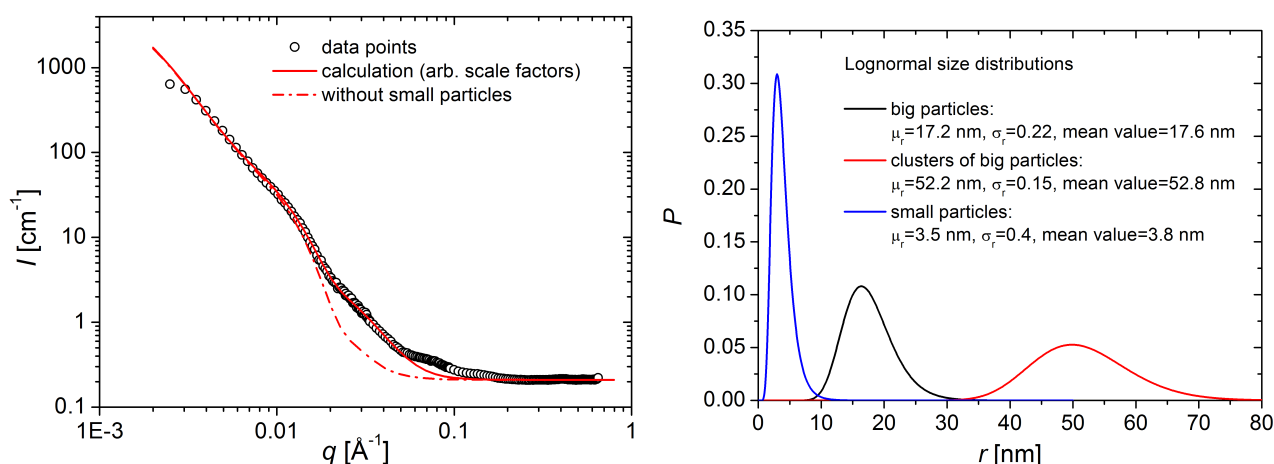 1000
100
10
1
0.1
I [cm⁻¹]
data points
calculation (arb. scale factors)
without small particles
1E-3
0.01
0.1
1
q [Å⁻¹]
0.30
0.35
0.25
0.20
0.15
0.10
0.05
0.00
P
Lognormal size distributions
big particles:
μᵣ=17.2 nm, σᵣ=0.22, mean value=17.6 nm
clusters of big particles:
μᵣ=52.2 nm, σᵣ=0.15, mean value=52.8 nm
small particles:
μᵣ=3.5 nm, σᵣ=0.4, mean value=3.8 nm
0
10
20
30
40
50
60
70
80
r [nm]